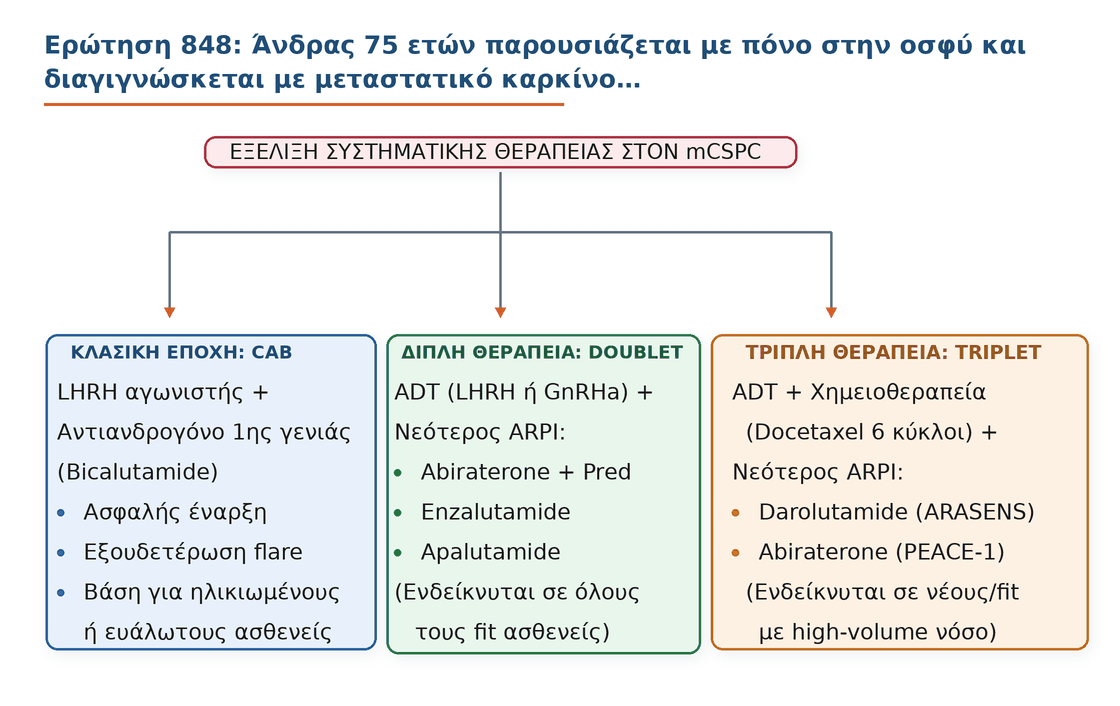 Ερώτηση 848: Άνδρας 75 ετών παρουσιάζεται με πόνο στην οσφύ και
διαγιγνώσκεται με μεταστατικό καρκίνο...
ΕΞΕΛΙΞΗ ΣΥΣΤΗΜΑΤΙΚΗΣ ΘΕΡΑΠΕΙΑΣ ΣΤΟΝ mCSPC
ΚΛΑΣΙΚΗ ΕΠΟΧΗ: CAB
LHRH αγωνιστής +
Αντιανδρογόνο 1ης γενιάς
(Bicalutamide)
• Ασφαλής έναρξη
• Εξουδετέρωση flare
• Βάση για ηλικιωμένους
ή ευάλωτους ασθενείς
ΔΙΠΛΗ ΘΕΡΑΠΕΙΑ: DOUBLET
ADT (LHRH ή GnRHa) +
Νεότερος ARPI:
• Abiraterone + Pred
• Enzalutamide
• Apalutamide
(Ενδείκνυται σε όλους
τους fit ασθενείς)
ΤΡΙΠΛΗ ΘΕΡΑΠΕΙΑ: TRIPLET
ADT + Χημειοθεραπεία
(Docetaxel 6 κύκλοι) +
Νεότερος ARPI:
• Darolutamide (ARASENS)
• Abiraterone (PEACE-1)
(Ενδείκνυται σε νέους/fit
με high-volume νόσο)